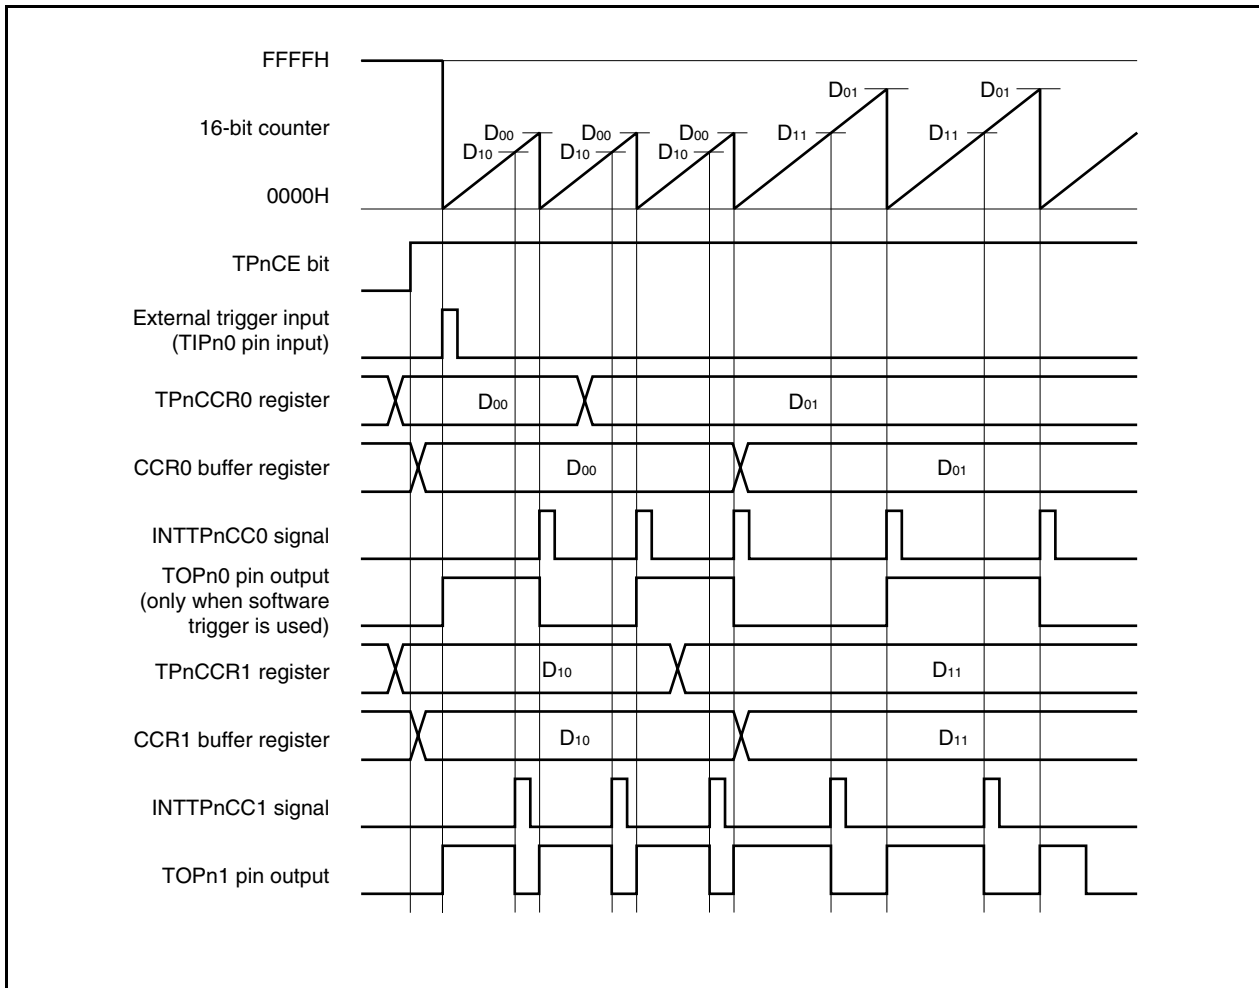 FFFFH
16-bit counter
0000H
D00 D00 D00 D01 D01
D10 D10 D10 D11 D11
TPnCE bit
External trigger input
(TIPn0 pin input)
TPnCCR0 register D00 D01
CCR0 buffer register D00 D01
INTTPnCC0 signal
TOPn0 pin output
(only when software
trigger is used)
TPnCCR1 register D10 D11
CCR1 buffer register D10 D11
INTTPnCC1 signal
TOPn1 pin output